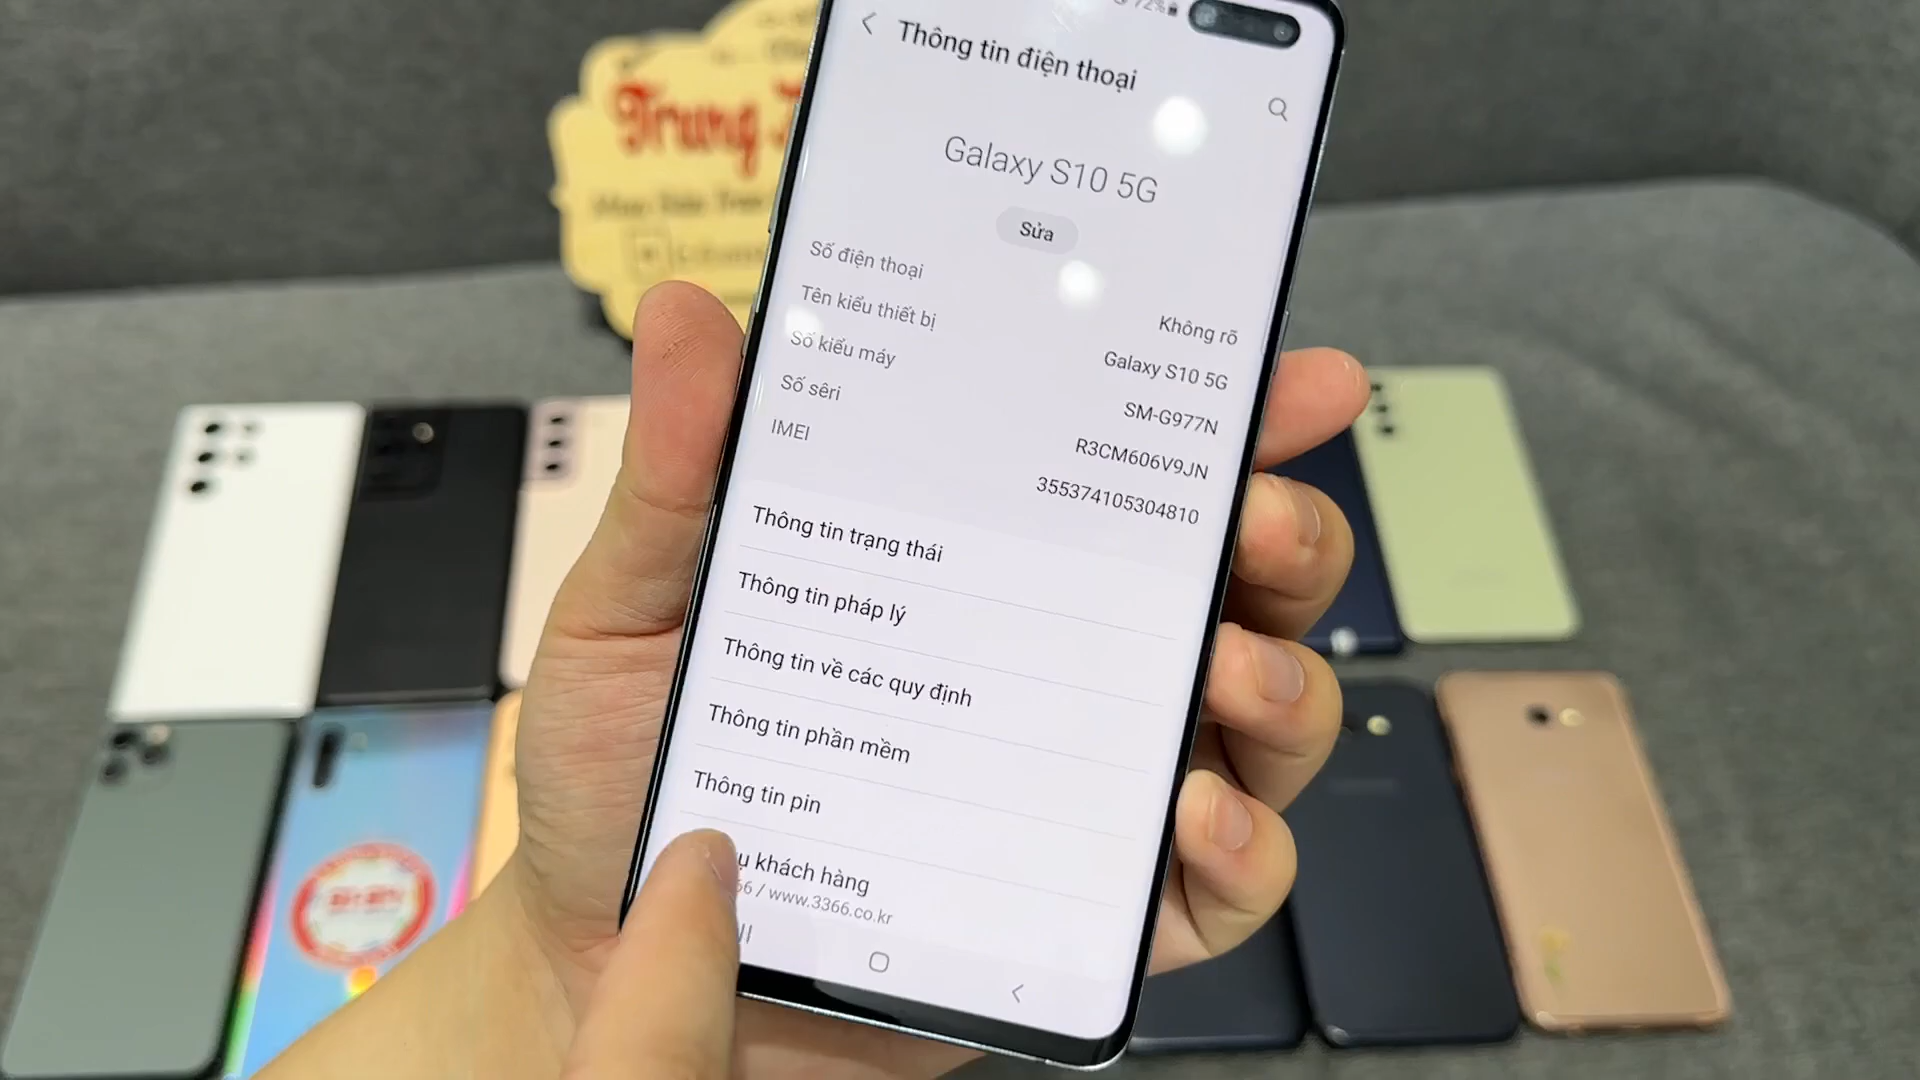 72%
Thông tin điện thoại
Galaxy S10 5G
Sửa
Số điện thoại
Không rõ
Tên kiểu thiết bị
Galaxy S10 5G
Số kiểu máy
SM-G977N
Số sêri
R3CM606V9JN
IMEI
355374105304810
Thông tin trạng thái
Thông tin pháp lý
Thông tin về các quy định
Thông tin phần mềm
Thông tin pin
khách hàng
66 / www.3366.co.kr
Trung